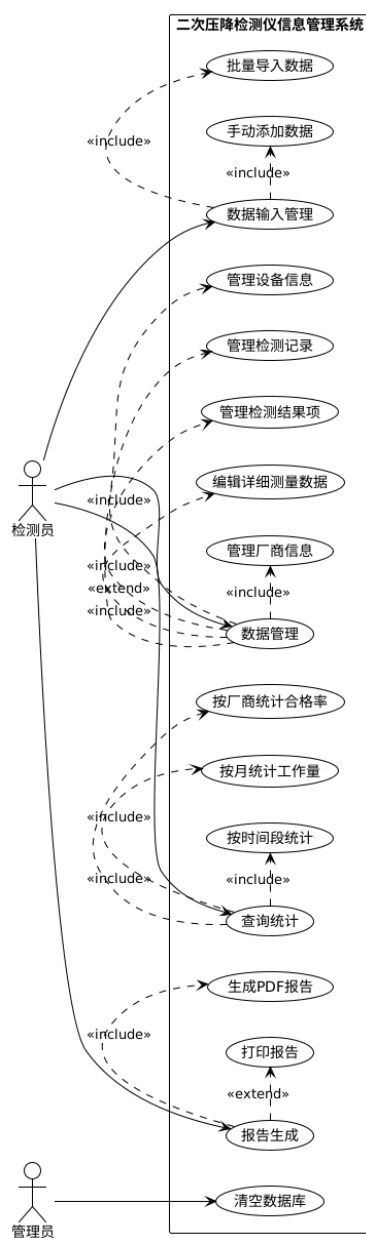 二次压降检测仪信息管理系统
批量导入数据
手动添加数据
«include»
«include»
数据输入管理
管理设备信息
管理检测记录
管理检测结果项
编辑详细测量数据
检测员
«include»
管理厂商信息
«include»
«extend»
«include»
«include»
数据管理
按厂商统计合格率
按月统计工作量
«include»
按时间段统计
«include»
«include»
查询统计
生成PDF报告
«include»
打印报告
«extend»
报告生成
清空数据库
管理员